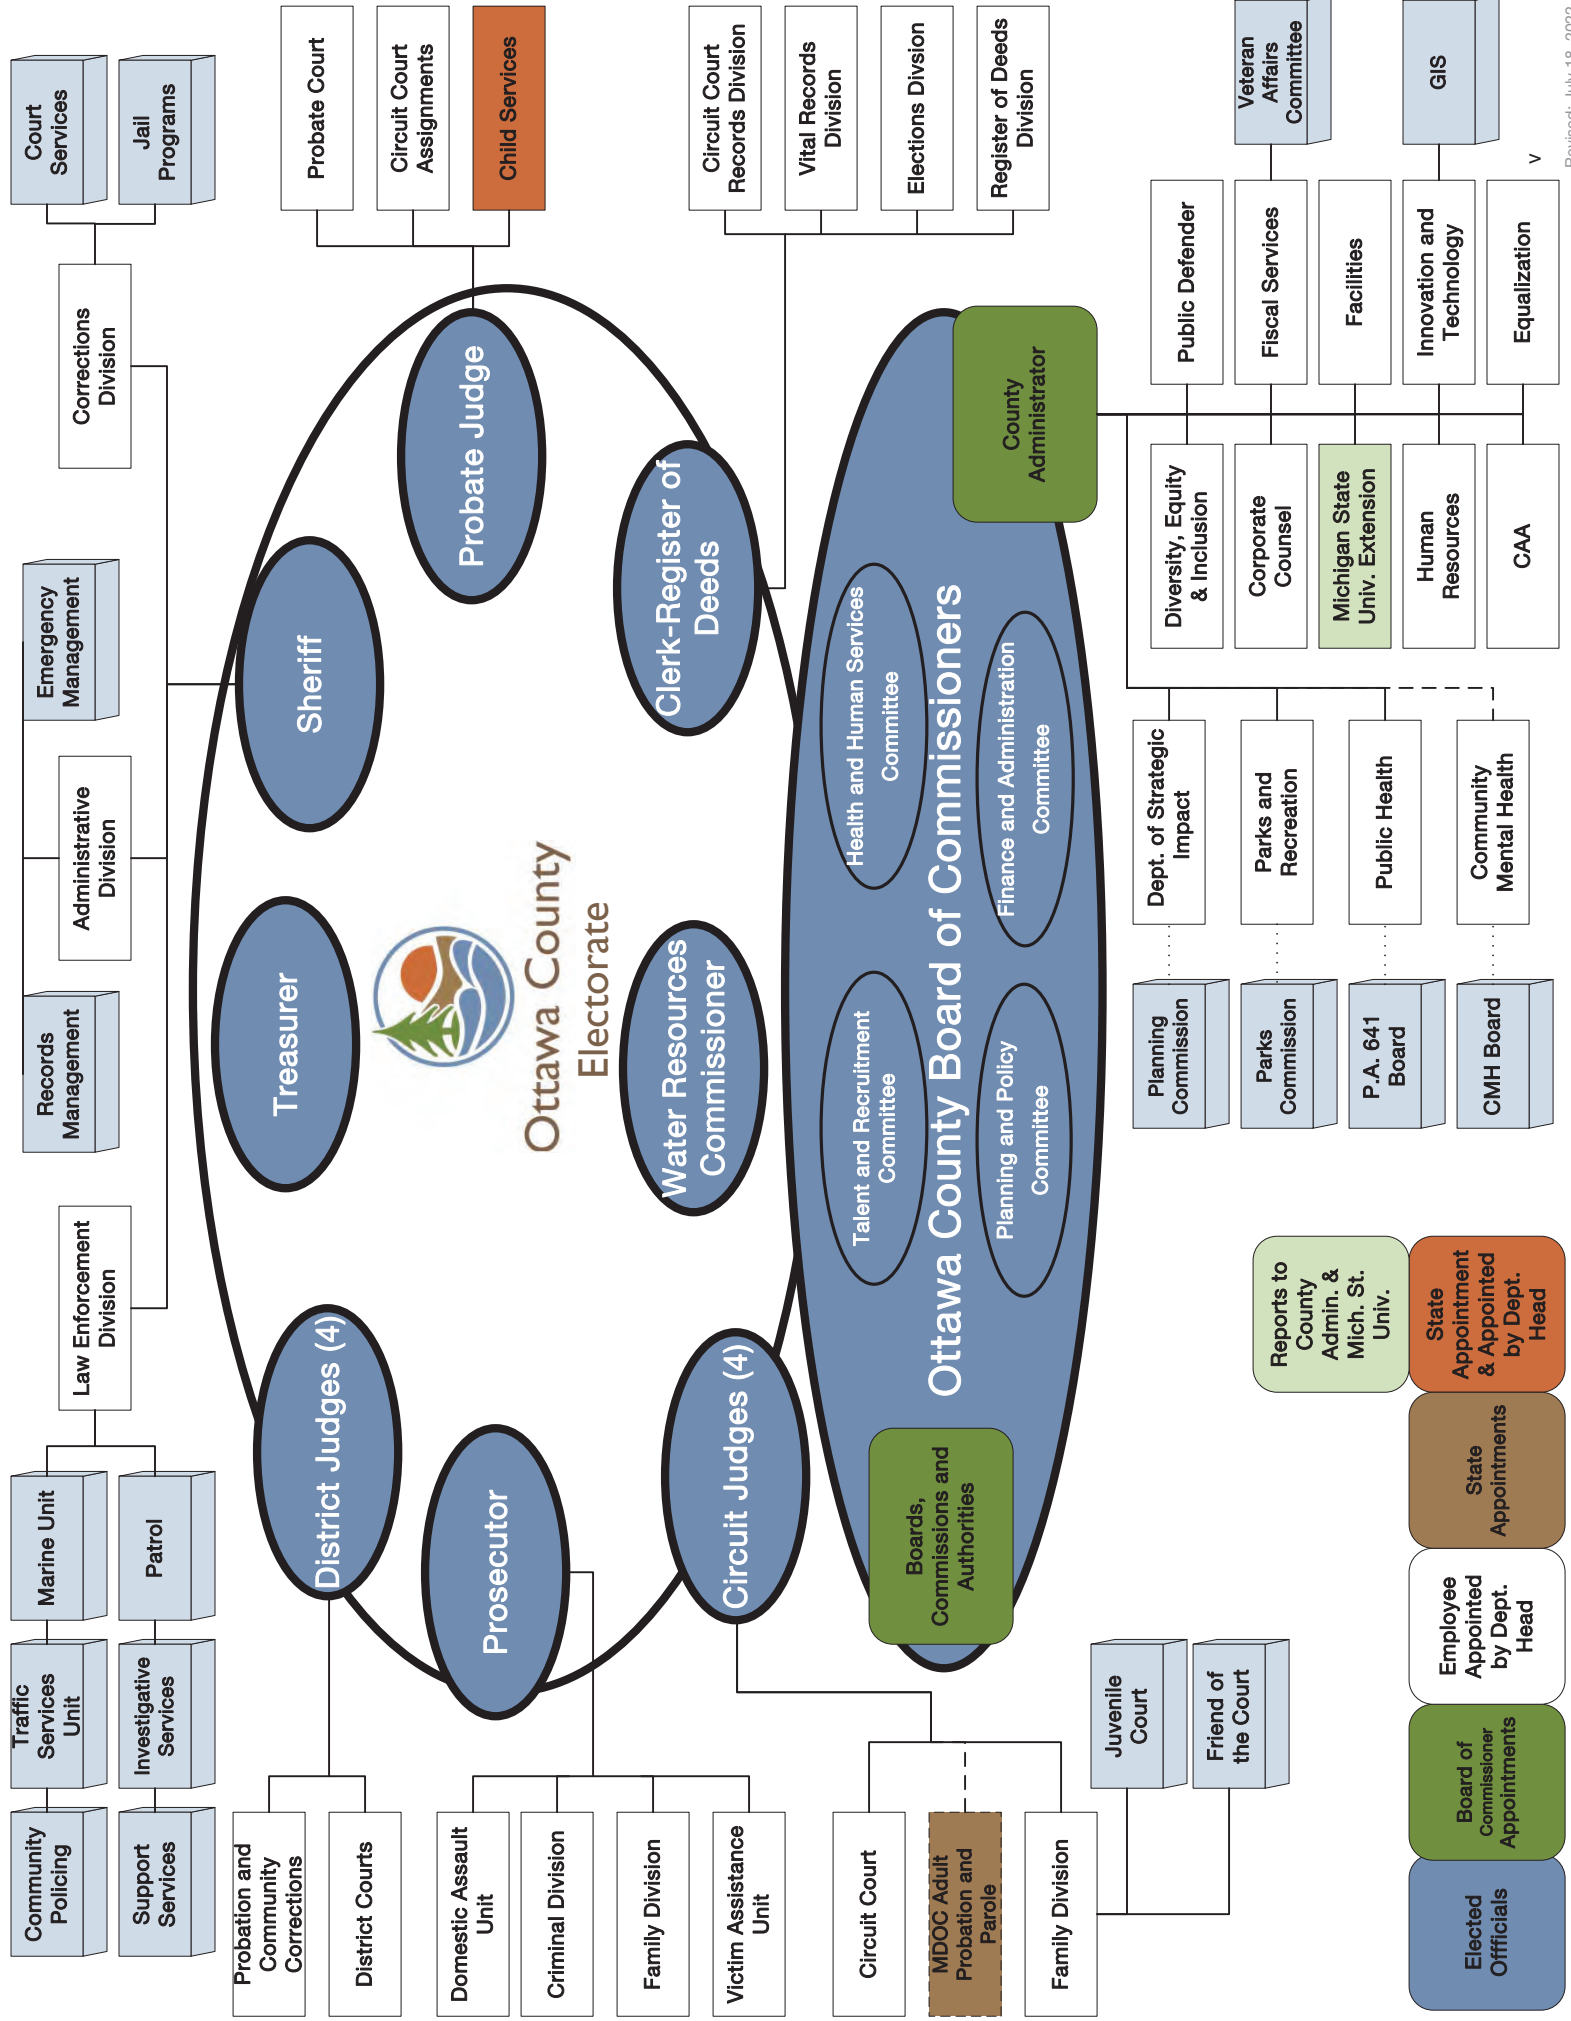 Community
Policing
Traffic
Services
Unit
Marine Unit
Support
Services
Investigative
Services
Patrol
Law Enforcement
Division
Records
Management
Administrative
Division
Emergency
Management
Corrections
Division
Court
Services
Jail
Programs
Probation and
Community
Corrections
District Courts
District Judges (4)
Treasurer
Sheriff
Probate Judge
Probate Court
Circuit Court
Assignments
Child Services
Domestic Assault
Unit
Criminal Division
Family Division
Victim Assistance
Unit
Prosecutor
Ottawa County
Electorate
Circuit Judges (4)
Water Resources
Commissioner
Clerk-Register of
Deeds
Circuit Court
Records Division
Vital Records
Division
Elections Divsion
Register of Deeds
Division
Circuit Court
MDOC Adult
Probation and
Parole
Family Division
Juvenile
Court
Friend of
the Court
Boards,
Commissions and
Authorities
Talent and Recruitment
Committee
Health and Human Services
Committee
Ottawa County Board of Commissioners
Planning and Policy
Committee
Finance and Administration
Committee
County
Administrator
Planning
Commission
Dept. of Strategic
Impact
Parks
Commission
Parks and
Recreation
P.A. 641
Board
Public Health
CMH Board
Community
Mental Health
Diversity, Equity
& Inclusion
Public Defender
Corporate
Counsel
Fiscal Services
Veteran
Affairs
Committee
Michigan State
Univ. Extension
Facilities
Human
Resources
Innovation and
Technology
GIS
CAA
Equalization
v
Reports to
County
Admin. &
Mich. St.
Univ.
Elected
Offficials
Board of
Commissioner
Appointments
Employee
Appointed
by Dept.
Head
State
Appointments
State
Appointment
& Appointed
by Dept.
Head
Revised: July 18,